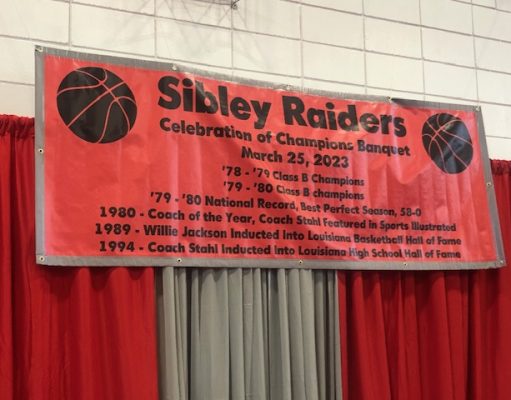 Sibley Raiders
Celebration of Champions Banquet
March 25, 2023
'78 - '79 Class B Champions
'79 - '80 Class B champions
'79 - '80 National Record, Best Perfect Season, 58-0
1980 - Coach of the Year, Coach Stahl Featured in Sports Illustrated
1989 - Willie Jackson Inducted Into Louisiana Basketball Hall of Fame
1994 - Coach Stahl Inducted Into Louisiana High School Hall of Fame